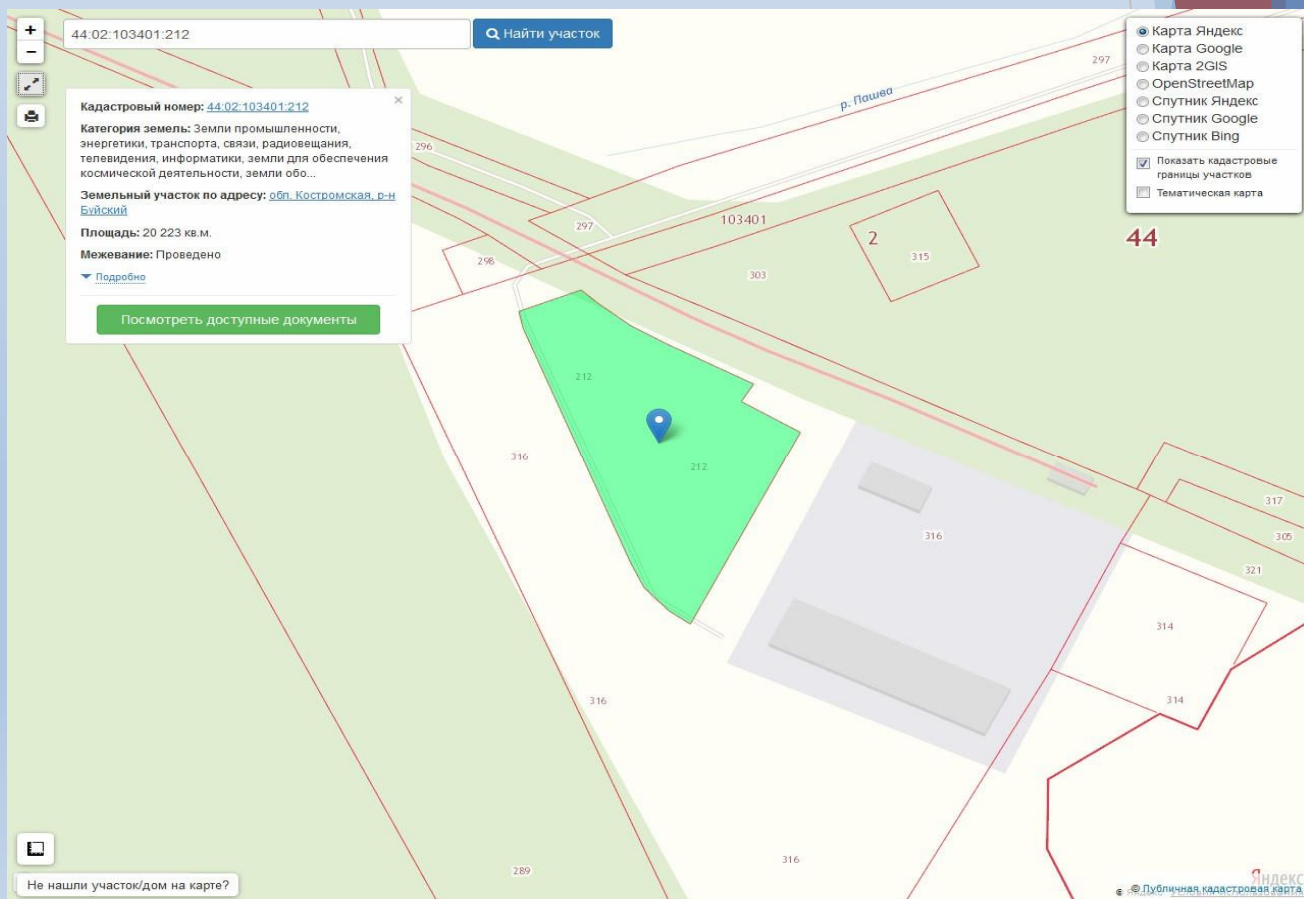 +
−
44:02:103401:212
Найти участок
Кадастровый номер: 44:02:103401:212
Категория земель: Земли промышленности,
энергетики, транспорта, связи, радиовещания,
телевидения, информатики, земли для обеспечения
космической деятельности, земли обо...
Земельный участок по адресу: обл. Костромская, р-н
Буйский
Площадь: 20 223 кв.м.
Межевание: Проведено
Подробно
Посмотреть доступные документы
×
Карта Яндекс
Карта Google
Карта 2GIS
OpenStreetMap
Спутник Яндекс
Спутник Google
Спутник Bing
Показать кадастровые
границы участков
Тематическая карта
44
297
р. Пашва
296
297
103401
2
315
298
303
212
316
212
316
317
305
321
314
314
316
316
289
Не нашли участок/дом на карте?
Яндекс
© Публичная кадастровая карта